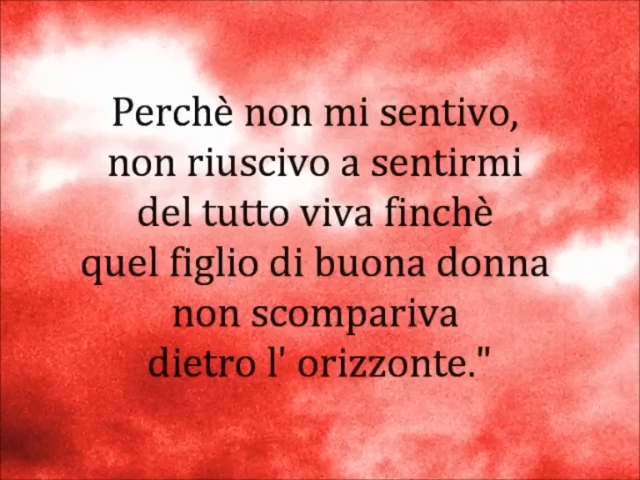 Perchè non mi sentivo,
non riuscivo a sentirmi
del tutto viva finchè
quel figlio di buona donna
non scompariva
dietro l' orizzonte."